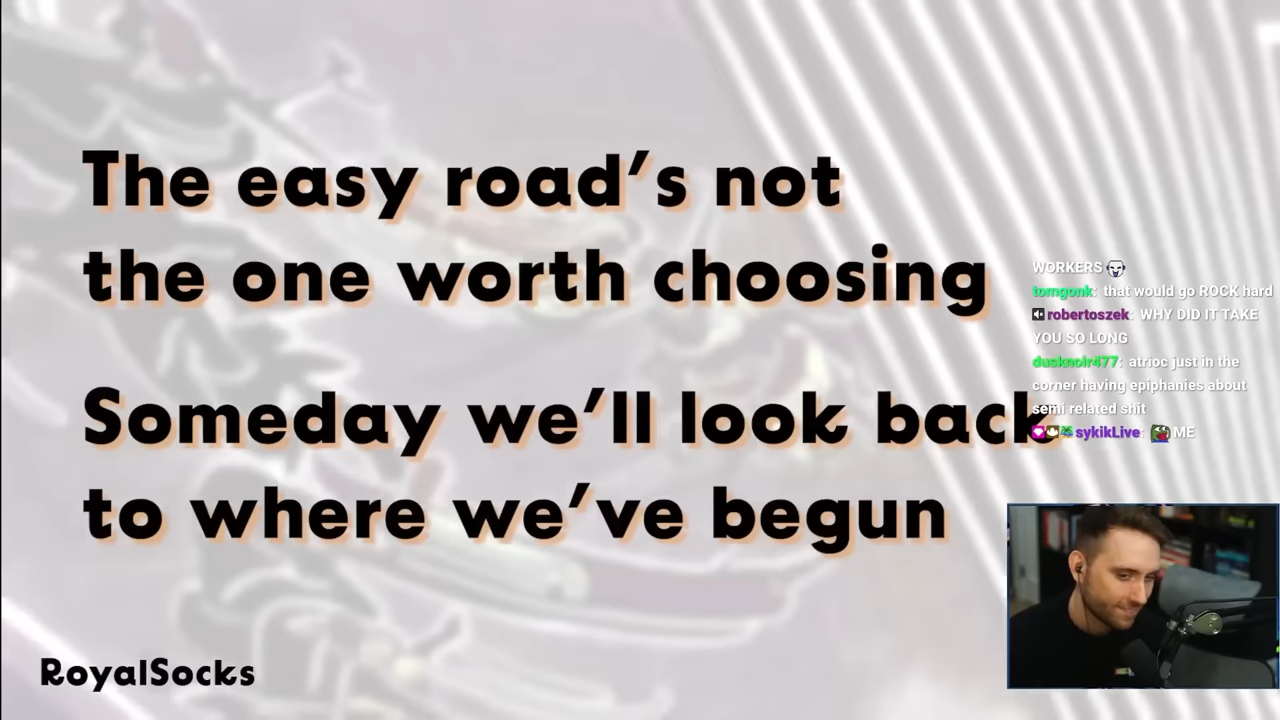 The easy road's not
the one worth choosing
Someday we'll look back
to where we've begun
RoyalSocks
WORKERS
tomgonk: that would go ROCK hard
robertoszek: WHY DID IT TAKE
YOU SO LONG
dusknoir477: atrioc just in the
corner having epiphanies about
semi related shit
sykikLive: ME